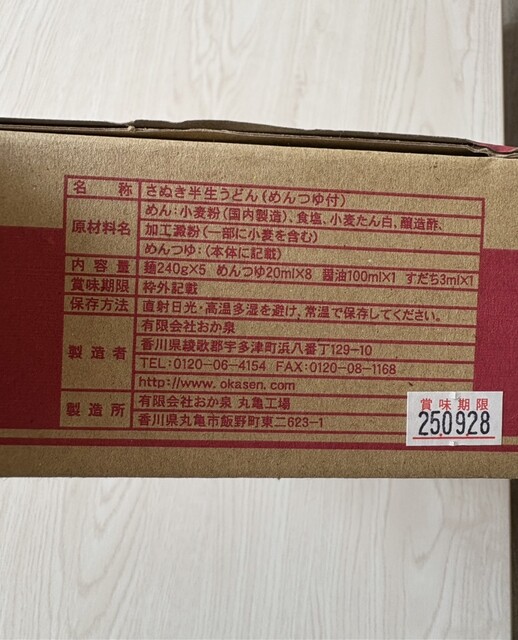 名称 さぬき半生うどん(めんつゆ付)
原材料名 めん:小麦粉(国内製造)、食塩、小麦たん白、醸造酢、
加工澱粉(一部に小麦を含む)
めんつゆ:(本体に記載)
内容量 麺240g×5 めんつゆ20ml×8 醤油100ml×1 すだち3ml×1
賞味期限 枠外記載
保存方法 直射日光・高温多湿を避け、常温で保存してください。
製造者 有限会社おか泉
香川県綾歌郡宇多津町浜八番丁129-10
TEL:0120-06-4154 FAX:0120-08-1168
http://www.okasen.com
製造所 有限会社おか泉 丸亀工場
香川県丸亀市飯野町東二623-1
賞味期限
25.09.28